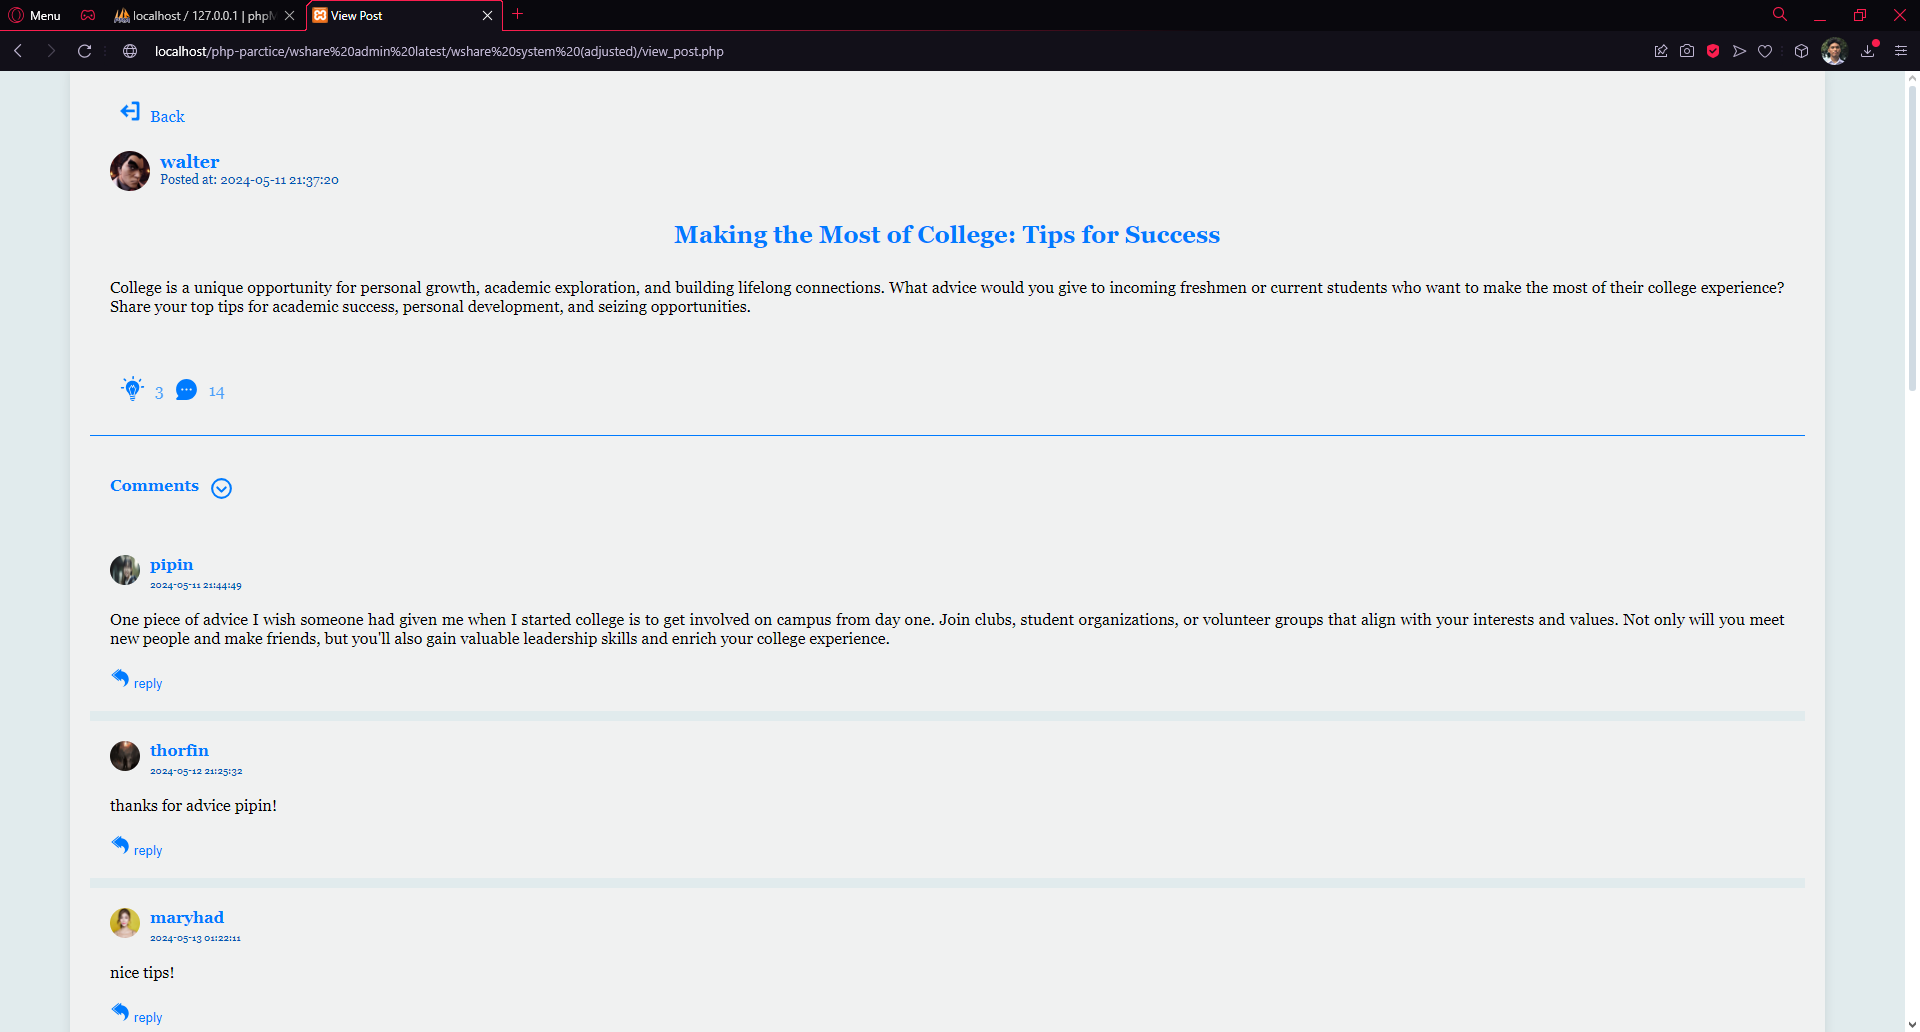 Menu
localhost / 127.0.0.1 | phpM
View Post
localhost/php-parctice/wshare%20admin%20latest/wshare%20system%20(adjusted)/view_post.php
Back
walter
Posted at: 2024-05-11 21:37:20
Making the Most of College: Tips for Success
College is a unique opportunity for personal growth, academic exploration, and building lifelong connections. What advice would you give to incoming freshmen or current students who want to make the most of their college experience?
Share your top tips for academic success, personal development, and seizing opportunities.
3 14
Comments
pipin
2024-05-11 21:44:49
One piece of advice I wish someone had given me when I started college is to get involved on campus from day one. Join clubs, student organizations, or volunteer groups that align with your interests and values. Not only will you meet
new people and make friends, but you'll also gain valuable leadership skills and enrich your college experience.
reply
thorfin
2024-05-12 21:25:32
thanks for advice pipin!
reply
maryhad
2024-05-13 01:22:11
nice tips!
reply